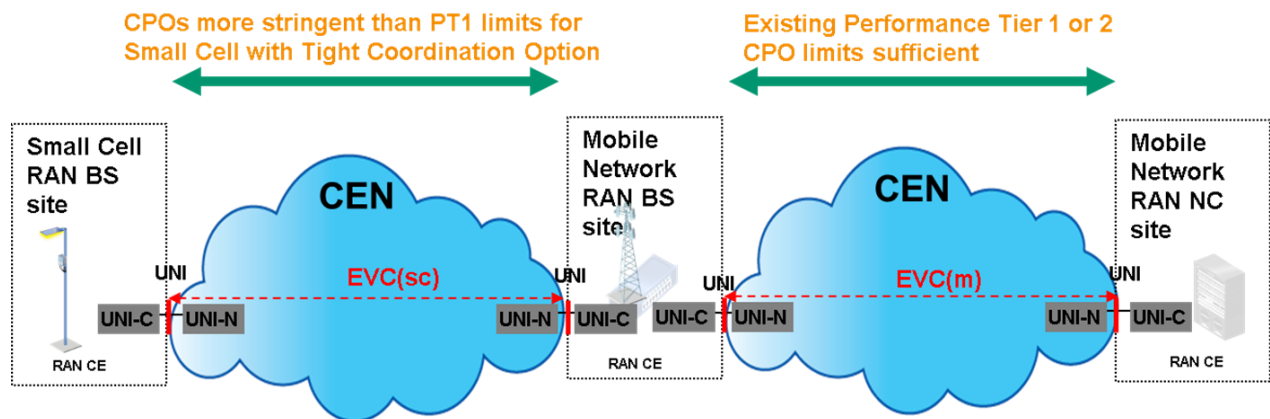 CPOs more stringent than PT1 limits for
Small Cell with Tight Coordination Option
Existing Performance Tier 1 or 2
CPO limits sufficient
Small Cell
RAN BS
site
CEN
Mobile
Network
RAN BS
site
CEN
Mobile
Network
RAN NC
site
UNI
EVC(sc)
UNI
UNI
EVC(m)
UNI
UNI-C
UNI-N
UNI-N
UNI-C
UNI-C
UNI-N
UNI-N
UNI-C
RAN CE
RAN CE
RAN CE